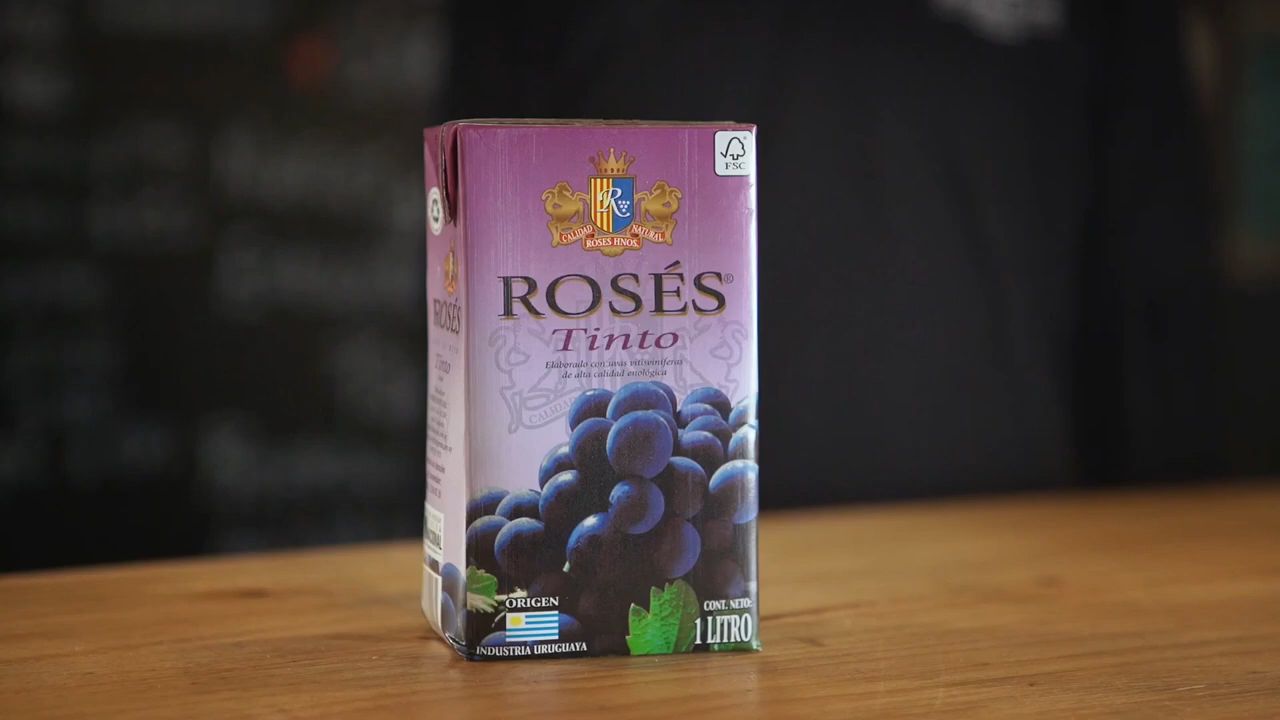 FSC
R
CALIDAD NATURAL
ROSES HNOS.
ROSÉS®
Tinto
Elaborado con uvas vitisviníferas
de alta calidad enológica
CALIDAD
ORIGEN
INDUSTRIA URUGUAYA
CONT. NETO:
1 LITRO
ROSÉS
Tinto